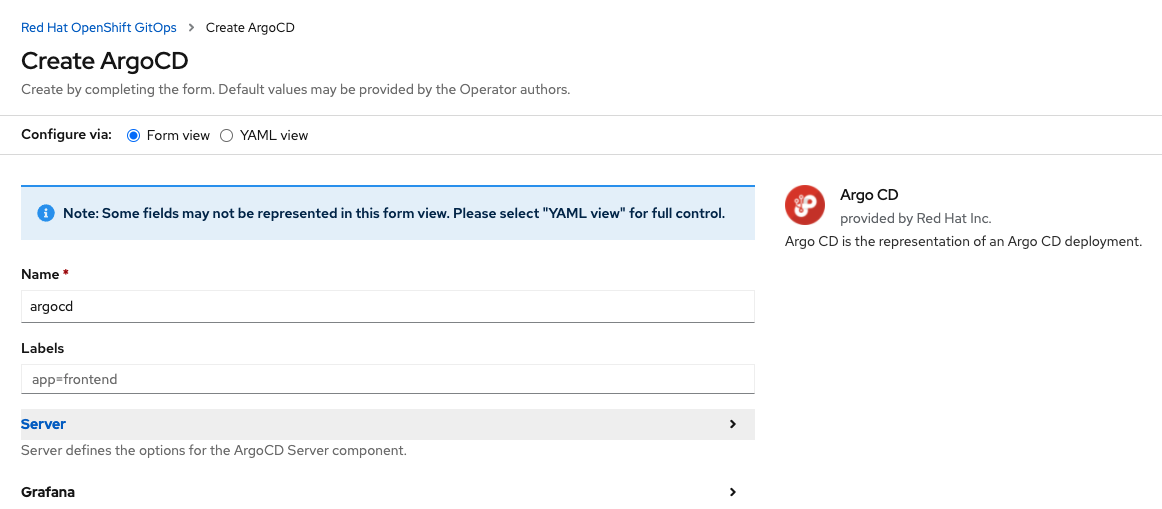 Red Hat OpenShift GitOps > Create ArgoCD
Create ArgoCD
Create by completing the form. Default values may be provided by the Operator authors.
Configure via: Form view YAML view
Note: Some fields may not be represented in this form view. Please select "YAML view" for full control.
Argo CD
provided by Red Hat Inc.
Argo CD is the representation of an Argo CD deployment.
Name *
argocd
Labels
app=frontend
Server
Server defines the options for the ArgoCD Server component.
Grafana